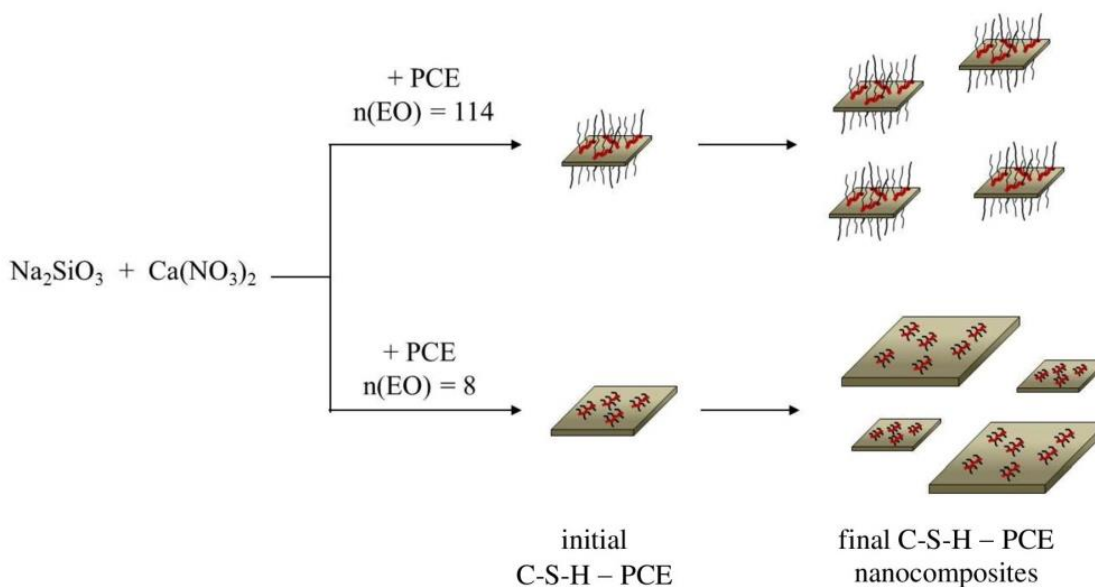 + PCE
n(EO) = 114
Na₂SiO₃ + Ca(NO₃)₂
+ PCE
n(EO) = 8
initial
C-S-H – PCE
final C-S-H – PCE
nanocomposites